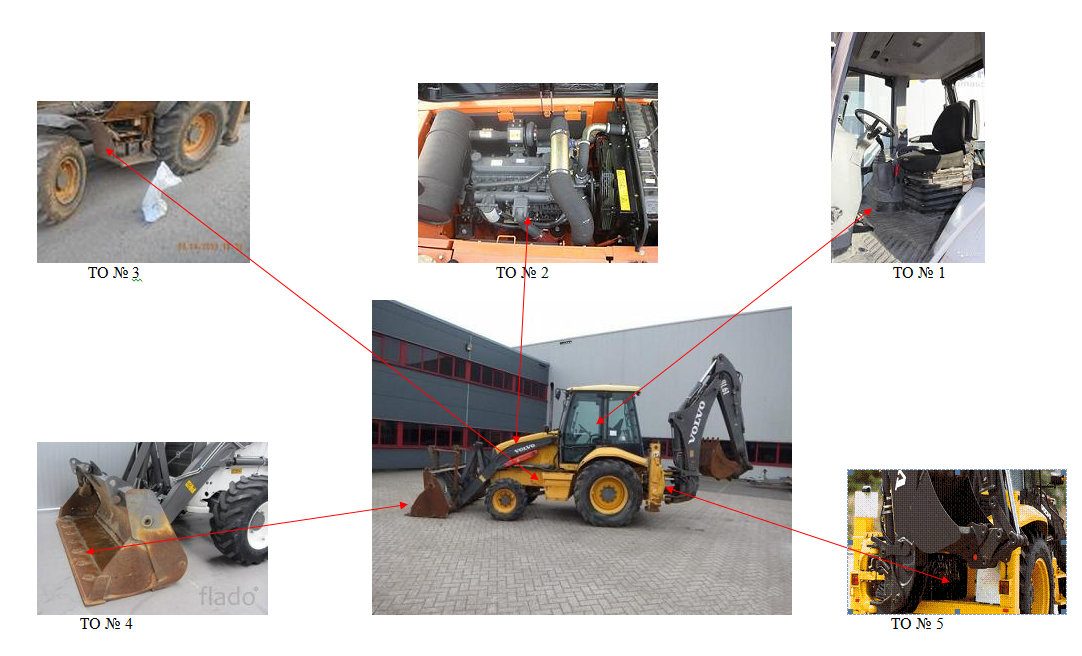 ТО № 3
ТО № 2
ТО № 1
VOLVO
VOLVO
flado
ТО № 4
ТО № 5